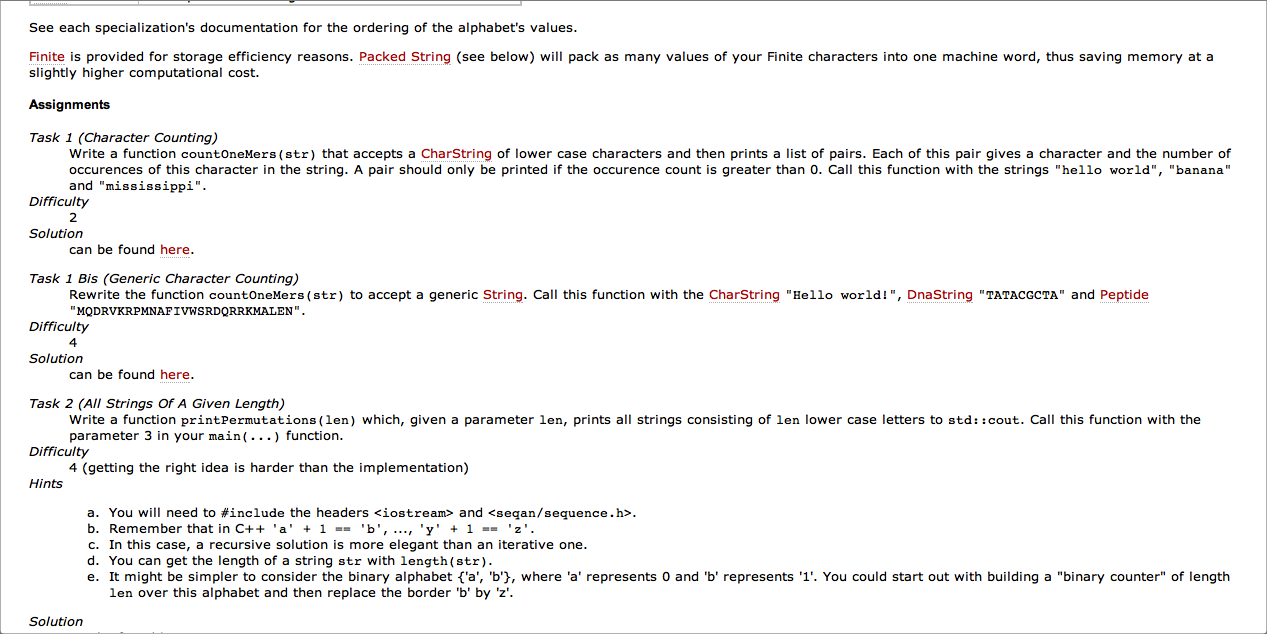 See each specialization's documentation for the ordering of the alphabet's values.
Finite is provided for storage efficiency reasons. Packed String (see below) will pack as many values of your Finite characters into one machine word, thus saving memory at a
slightly higher computational cost.
Assignments
Task 1 (Character Counting)
Write a function countOneMers(str) that accepts a CharString of lower case characters and then prints a list of pairs. Each of this pair gives a character and the number of
occurences of this character in the string. A pair should only be printed if the occurence count is greater than 0. Call this function with the strings "hello world", "banana"
and "mississippi".
Difficulty
2
Solution
can be found here.
Task 1 Bis (Generic Character Counting)
Rewrite the function countOneMers(str) to accept a generic String. Call this function with the CharString "Hello world!", DnaString "TATACGCTA" and Peptide
"MQDRVKRPMNAFIVWSRDQRRKMALEN".
Difficulty
4
Solution
can be found here.
Task 2 (All Strings Of A Given Length)
Write a function printPermutations(len) which, given a parameter len, prints all strings consisting of len lower case letters to std::cout. Call this function with the
parameter 3 in your main(...) function.
Difficulty
4 (getting the right idea is harder than the implementation)
Hints
a. You will need to #include the headers <iostream> and <seqan/sequence.h>.
b. Remember that in C++ 'a' + 1 == 'b', ..., 'y' + 1 == 'z'.
c. In this case, a recursive solution is more elegant than an iterative one.
d. You can get the length of a string str with length(str).
e. It might be simpler to consider the binary alphabet {'a', 'b'}, where 'a' represents 0 and 'b' represents '1'. You could start out with building a "binary counter" of length
len over this alphabet and then replace the border 'b' by 'z'.
Solution